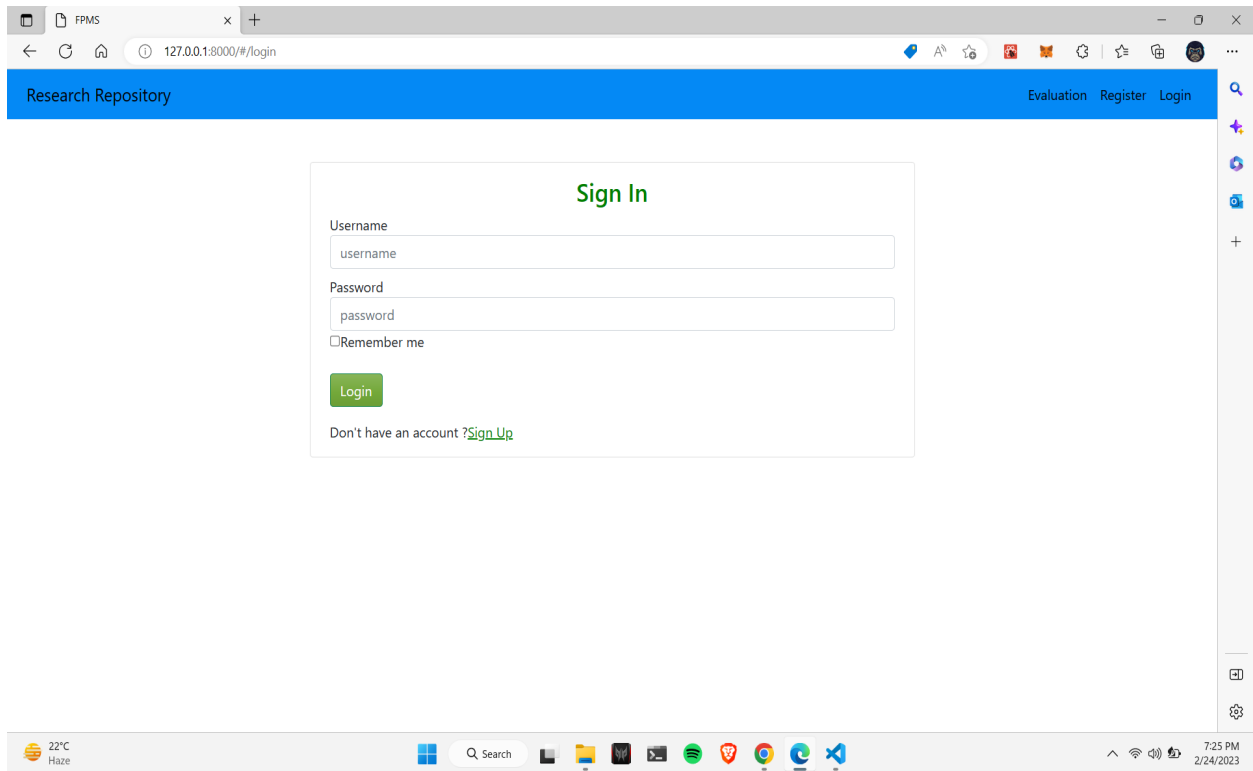 FPMS
127.0.0.1:8000/#/login
Research Repository
Evaluation Register Login
Sign In
Username
username
Password
password
Remember me
Login
Don't have an account ?Sign Up
22°C
Haze
Search
7:25 PM
2/24/2023